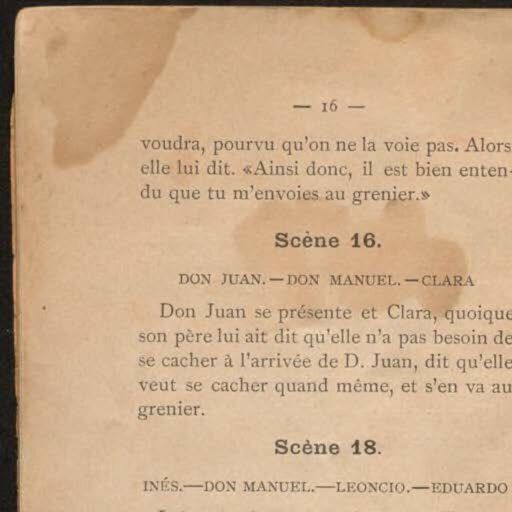 — 16 —
voudra, pourvu qu'on ne la voie pas. Alors
elle lui dit. «Ainsi donc, il est bien enten-
du que tu m'envoies au grenier.»
Scène 16.
DON JUAN.—DON MANUEL.—CLARA
Don Juan se présente et Clara, quoique
son père lui ait dit qu'elle n'a pas besoin de
se cacher à l'arrivée de D. Juan, dit qu'elle
veut se cacher quand même, et s'en va au
grenier.
Scène 18.
INÉS.—DON MANUEL.—LEONCIO.—EDUARDO